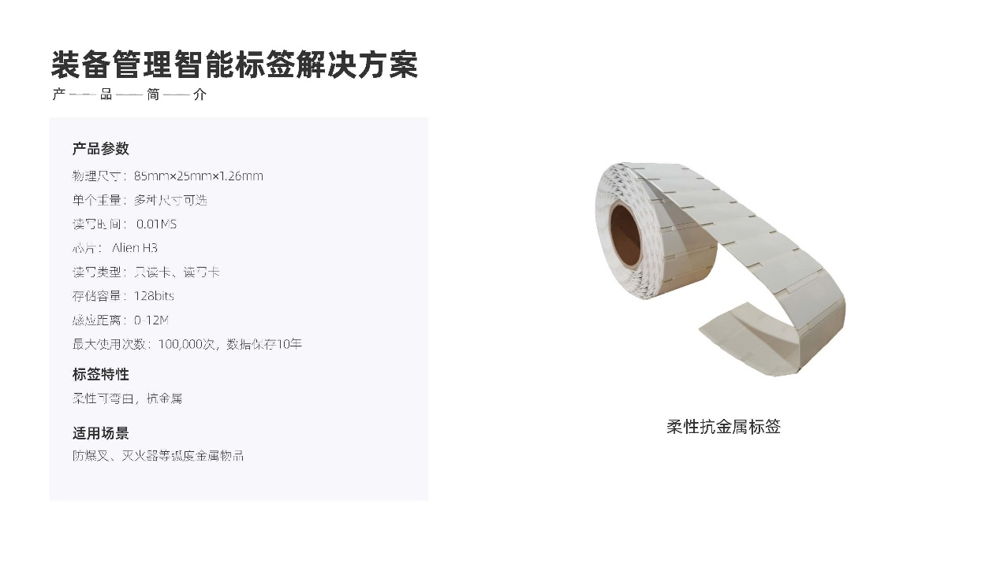 装备管理智能标签解决方案
产——品——简——介
产品参数
物理尺寸：85mm×25mm×1.26mm
单个重量：多种尺寸可选
读写时间： 0.01MS
芯片： Alien H3
读写类型：只读卡、读写卡
存储容量：128bits
感应距离：0-12M
最大使用次数：100,000次，数据保存10年
标签特性
柔性可弯曲，抗金属
适用场景
防爆叉、灭火器等弧度金属物品
柔性抗金属标签